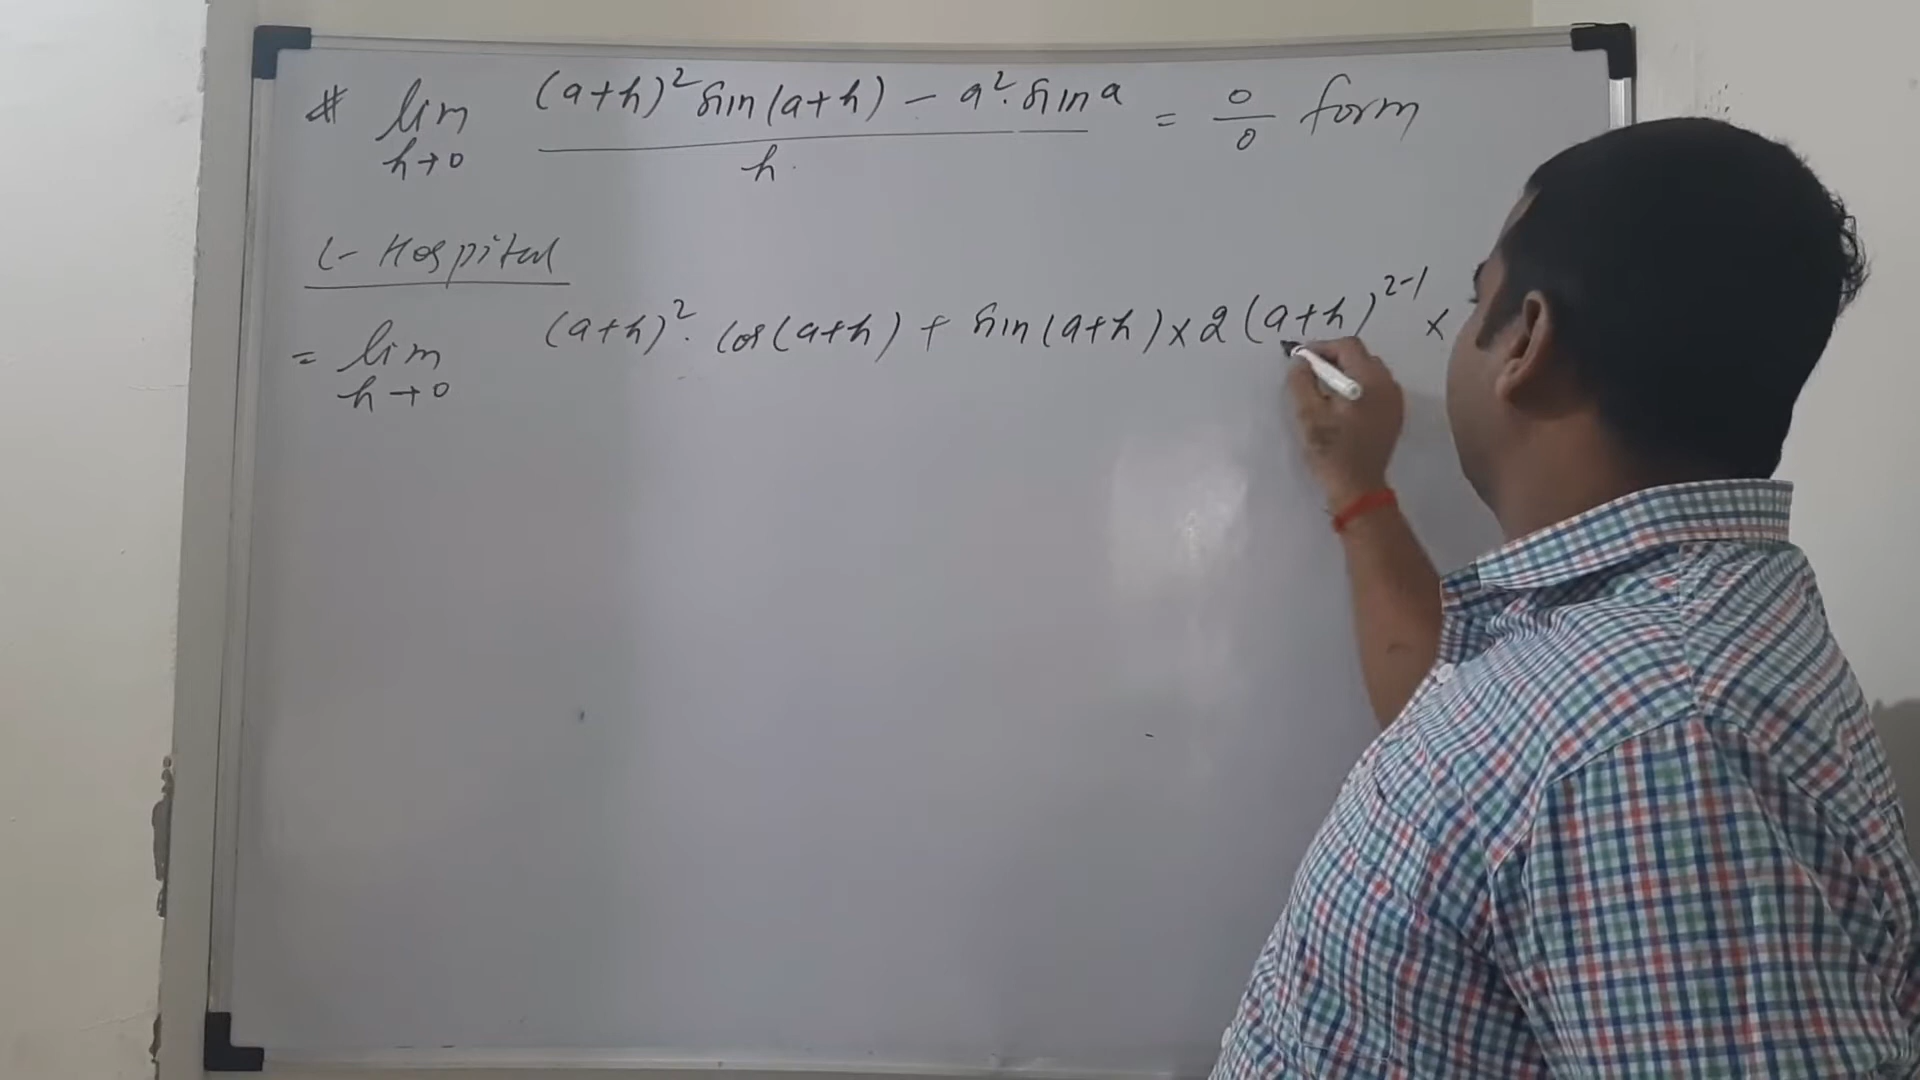 # lim h→0 (a+h)² sin(a+h) − a². sin a / h = 0/0 form
L-Hospital
= lim h→0 (a+h)². cos(a+h) + sin(a+h) × 2(a+h)²⁻¹ ×